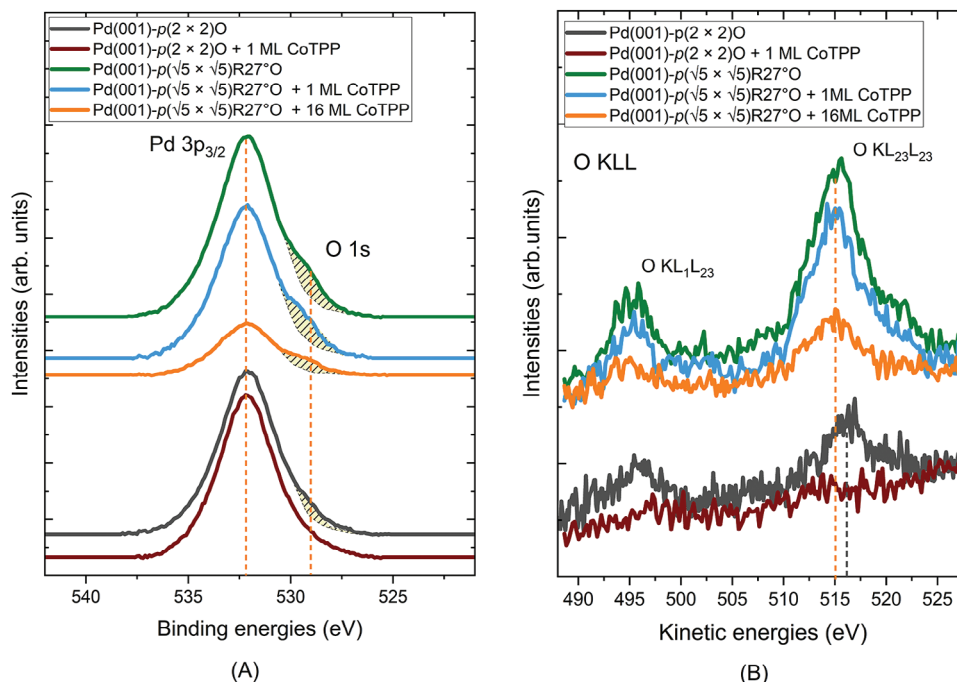 Pd(001)-p(2 × 2)O
Pd(001)-p(2 × 2)O + 1 ML CoTPP
Pd(001)-p(√5 × √5)R27°O
Pd(001)-p(√5 × √5)R27°O + 1 ML CoTPP
Pd(001)-p(√5 × √5)R27°O + 16 ML CoTPP
Pd 3p3/2
O 1s
Intensities (arb. units)
540 535 530 525
Binding energies (eV)
(A)
Pd(001)-p(2 × 2)O
Pd(001)-p(2 × 2)O + 1 ML CoTPP
Pd(001)-p(√5 × √5)R27°O
Pd(001)-p(√5 × √5)R27°O + 1ML CoTPP
Pd(001)-p(√5 × √5)R27°O + 16ML CoTPP
O KLL
O KL23L23
O KL1L23
Intensities (arb.units)
490 495 500 505 510 515 520 525
Kinetic energies (eV)
(B)